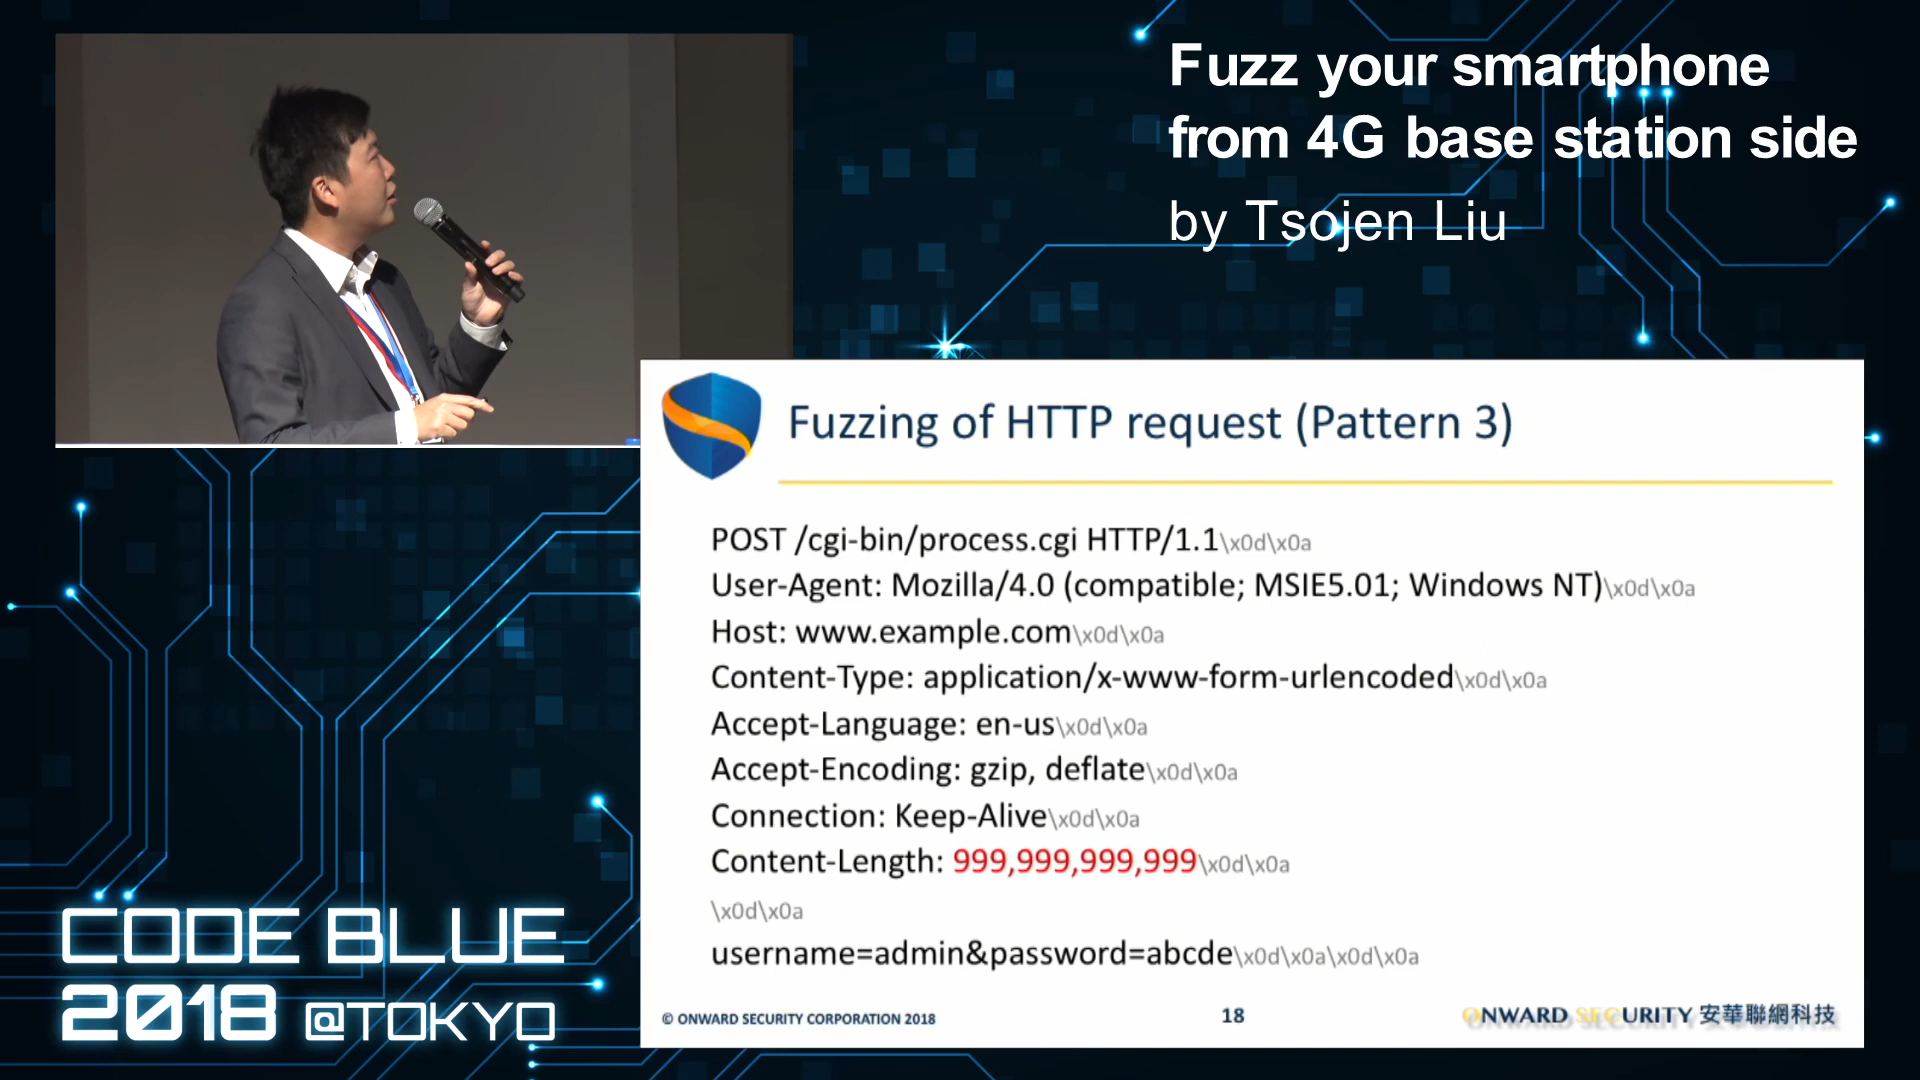 Fuzz your smartphone
from 4G base station side
by Tsojen Liu
Fuzzing of HTTP request (Pattern 3)
POST /cgi-bin/process.cgi HTTP/1.1\x0d\x0a
User-Agent: Mozilla/4.0 (compatible; MSIE5.01; Windows NT)\x0d\x0a
Host: www.example.com\x0d\x0a
Content-Type: application/x-www-form-urlencoded\x0d\x0a
Accept-Language: en-us\x0d\x0a
Accept-Encoding: gzip, deflate\x0d\x0a
Connection: Keep-Alive\x0d\x0a
Content-Length: 999,999,999,999\x0d\x0a
\x0d\x0a
username=admin&password=abcde\x0d\x0a\x0d\x0a
© ONWARD SECURITY CORPORATION 2018
18
ONWARD SECURITY 安華聯網科技
CODE BLUE
2018 @TOKYO